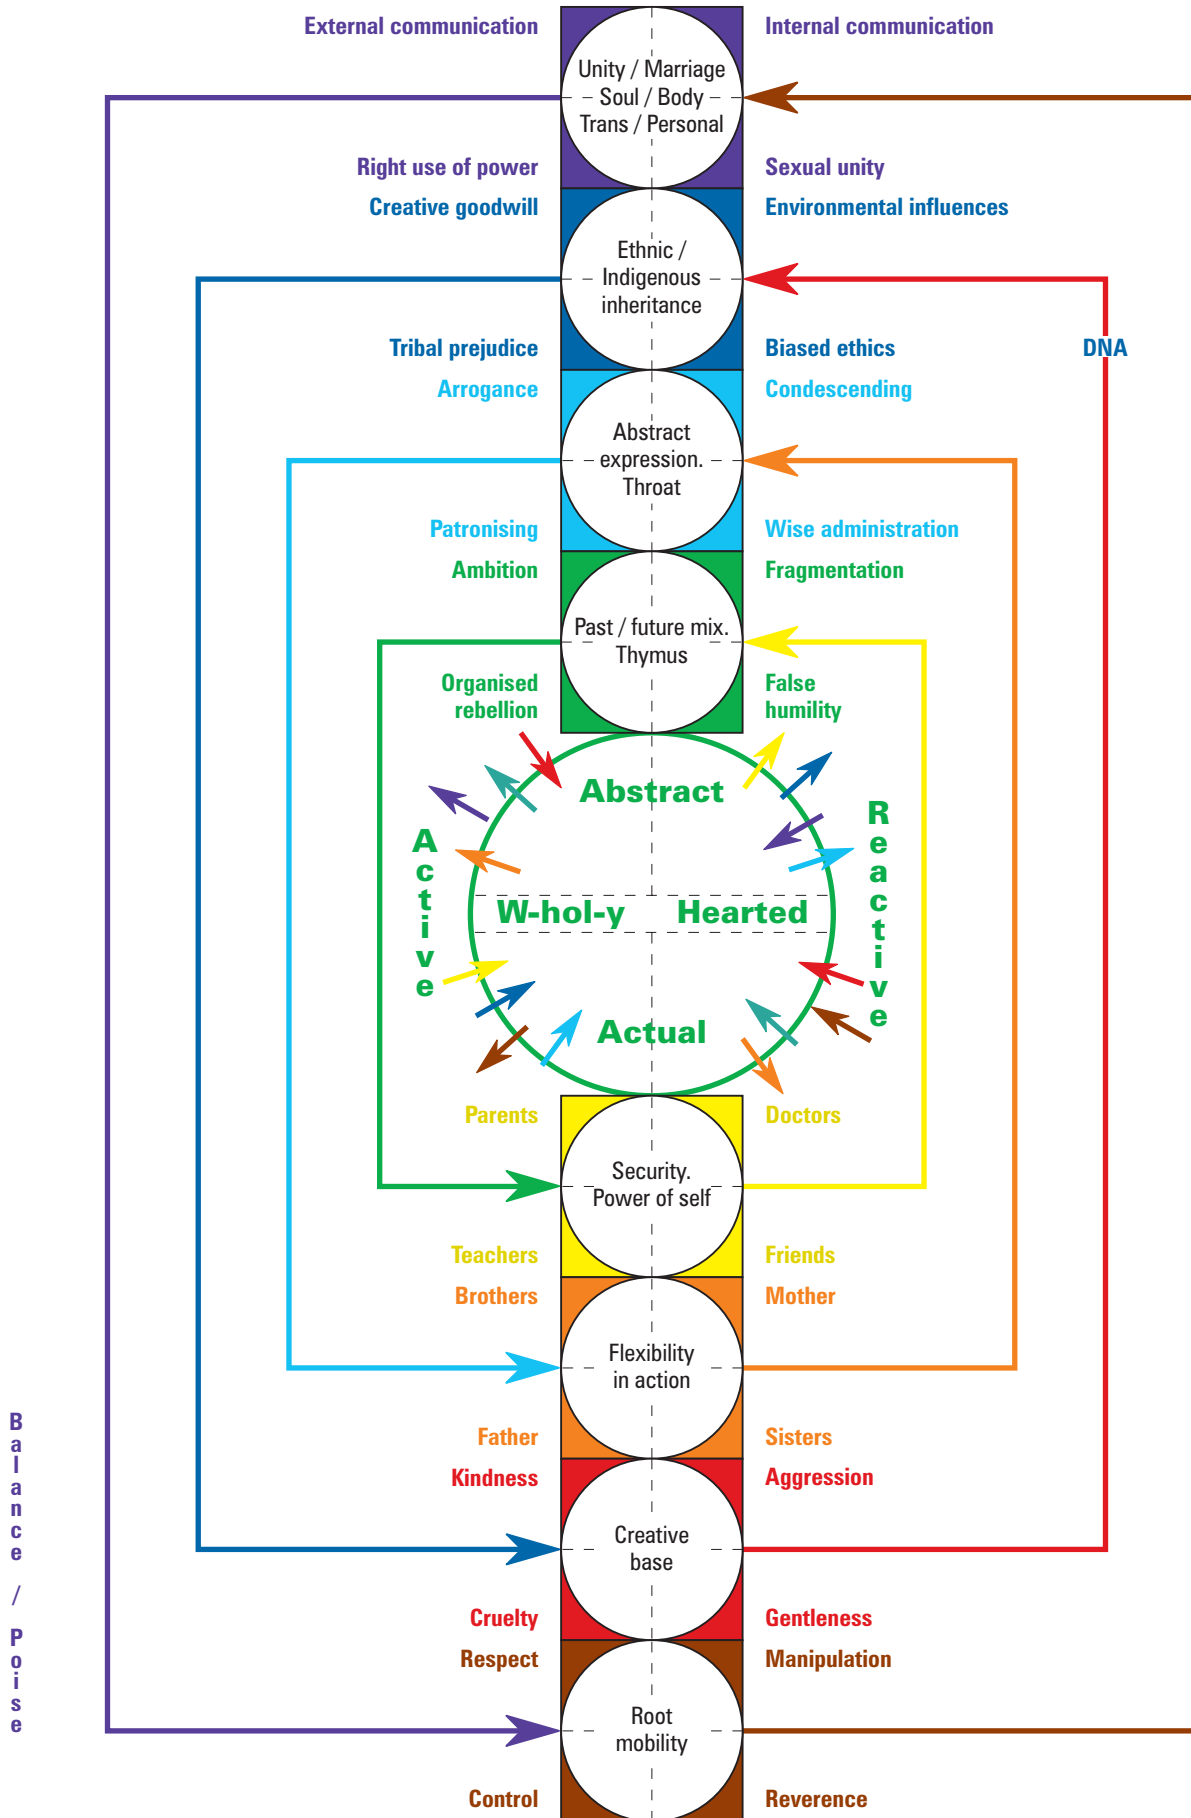 External communication
Internal communication
Unity / Marriage
Soul / Body
Trans / Personal
Right use of power
Sexual unity
Creative goodwill
Environmental influences
Ethnic /
Indigenous
inheritance
Tribal prejudice
Biased ethics
DNA
Arrogance
Condescending
Abstract
expression.
Throat
Patronising
Wise administration
Ambition
Fragmentation
Past / future mix.
Thymus
Organised
rebellion
False
humility
Abstract
Active
Reactive
W-hol-y Hearted
Actual
Parents
Doctors
Security.
Power of self
Teachers
Friends
Brothers
Mother
Flexibility
in action
Father
Sisters
Kindness
Aggression
Creative
base
Cruelty
Gentleness
Respect
Manipulation
Root
mobility
Control
Reverence
Balance / Poise